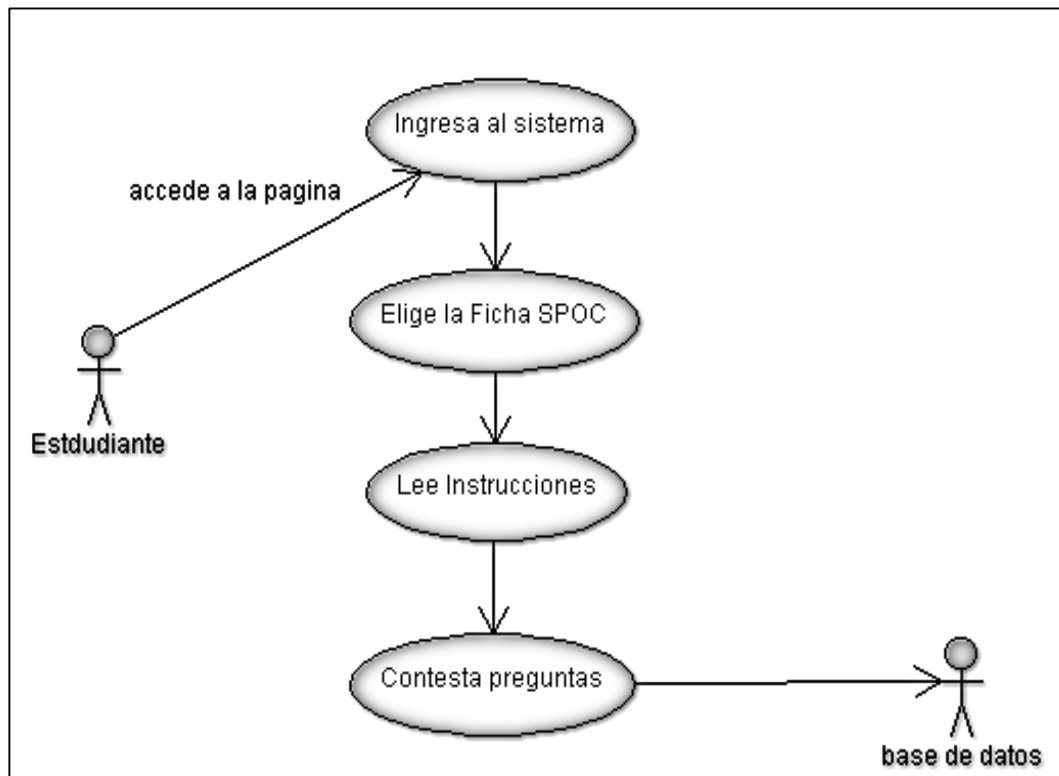 Ingresa al sistema
accede a la pagina
Elige la Ficha SPOC
Estdudiante
Lee Instrucciones
Contesta preguntas
base de datos